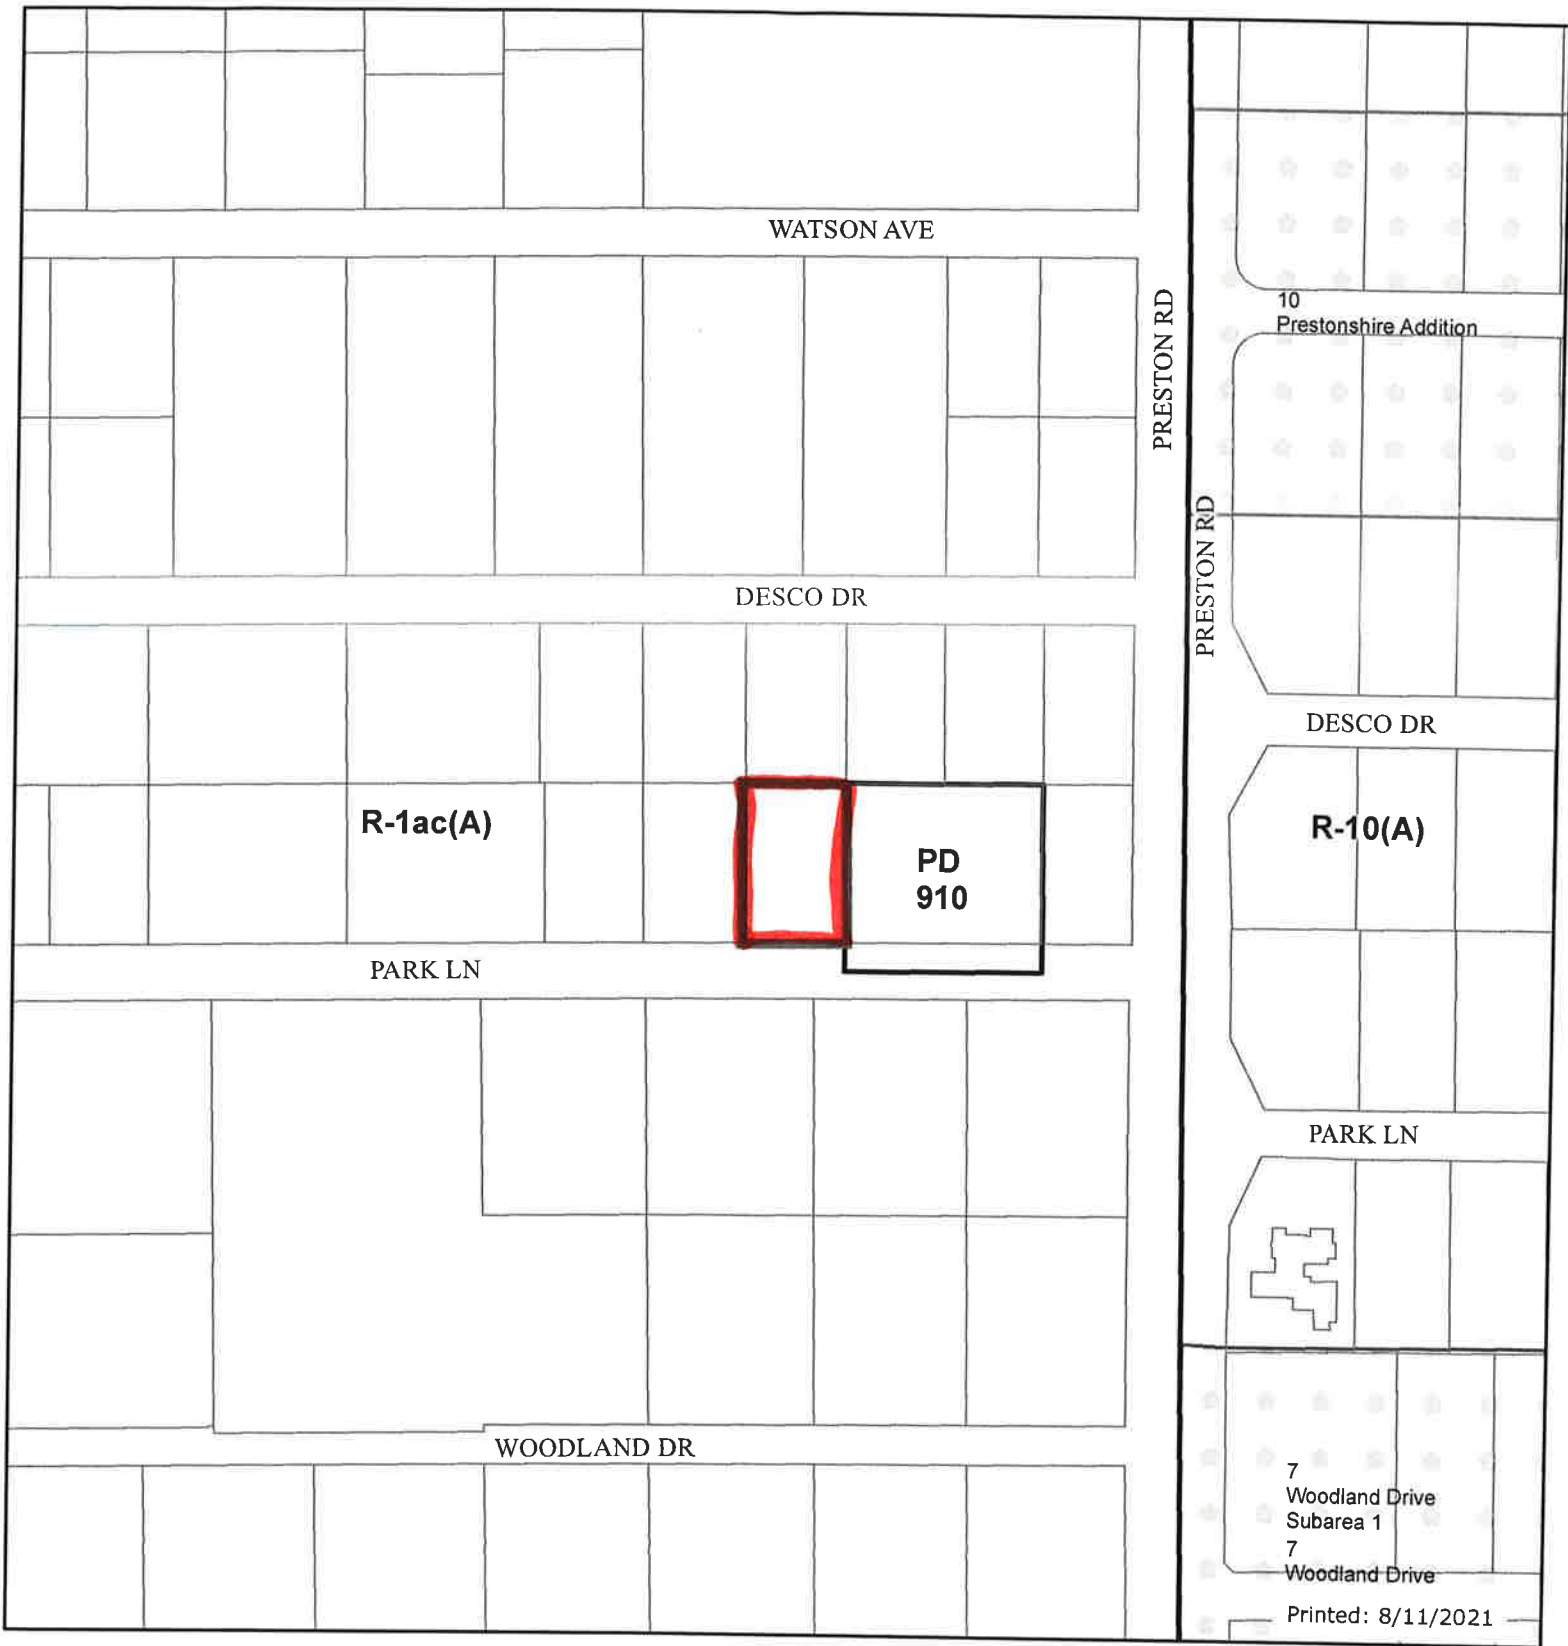 WATSON AVE
PRESTON RD
10
Prestonshire Addition
PRESTON RD
DESCO DR
DESCO DR
R-1ac(A)
R-10(A)
PD
910
PARK LN
PARK LN
WOODLAND DR
7
Woodland Drive
Subarea 1
7
Woodland Drive
Printed: 8/11/2021